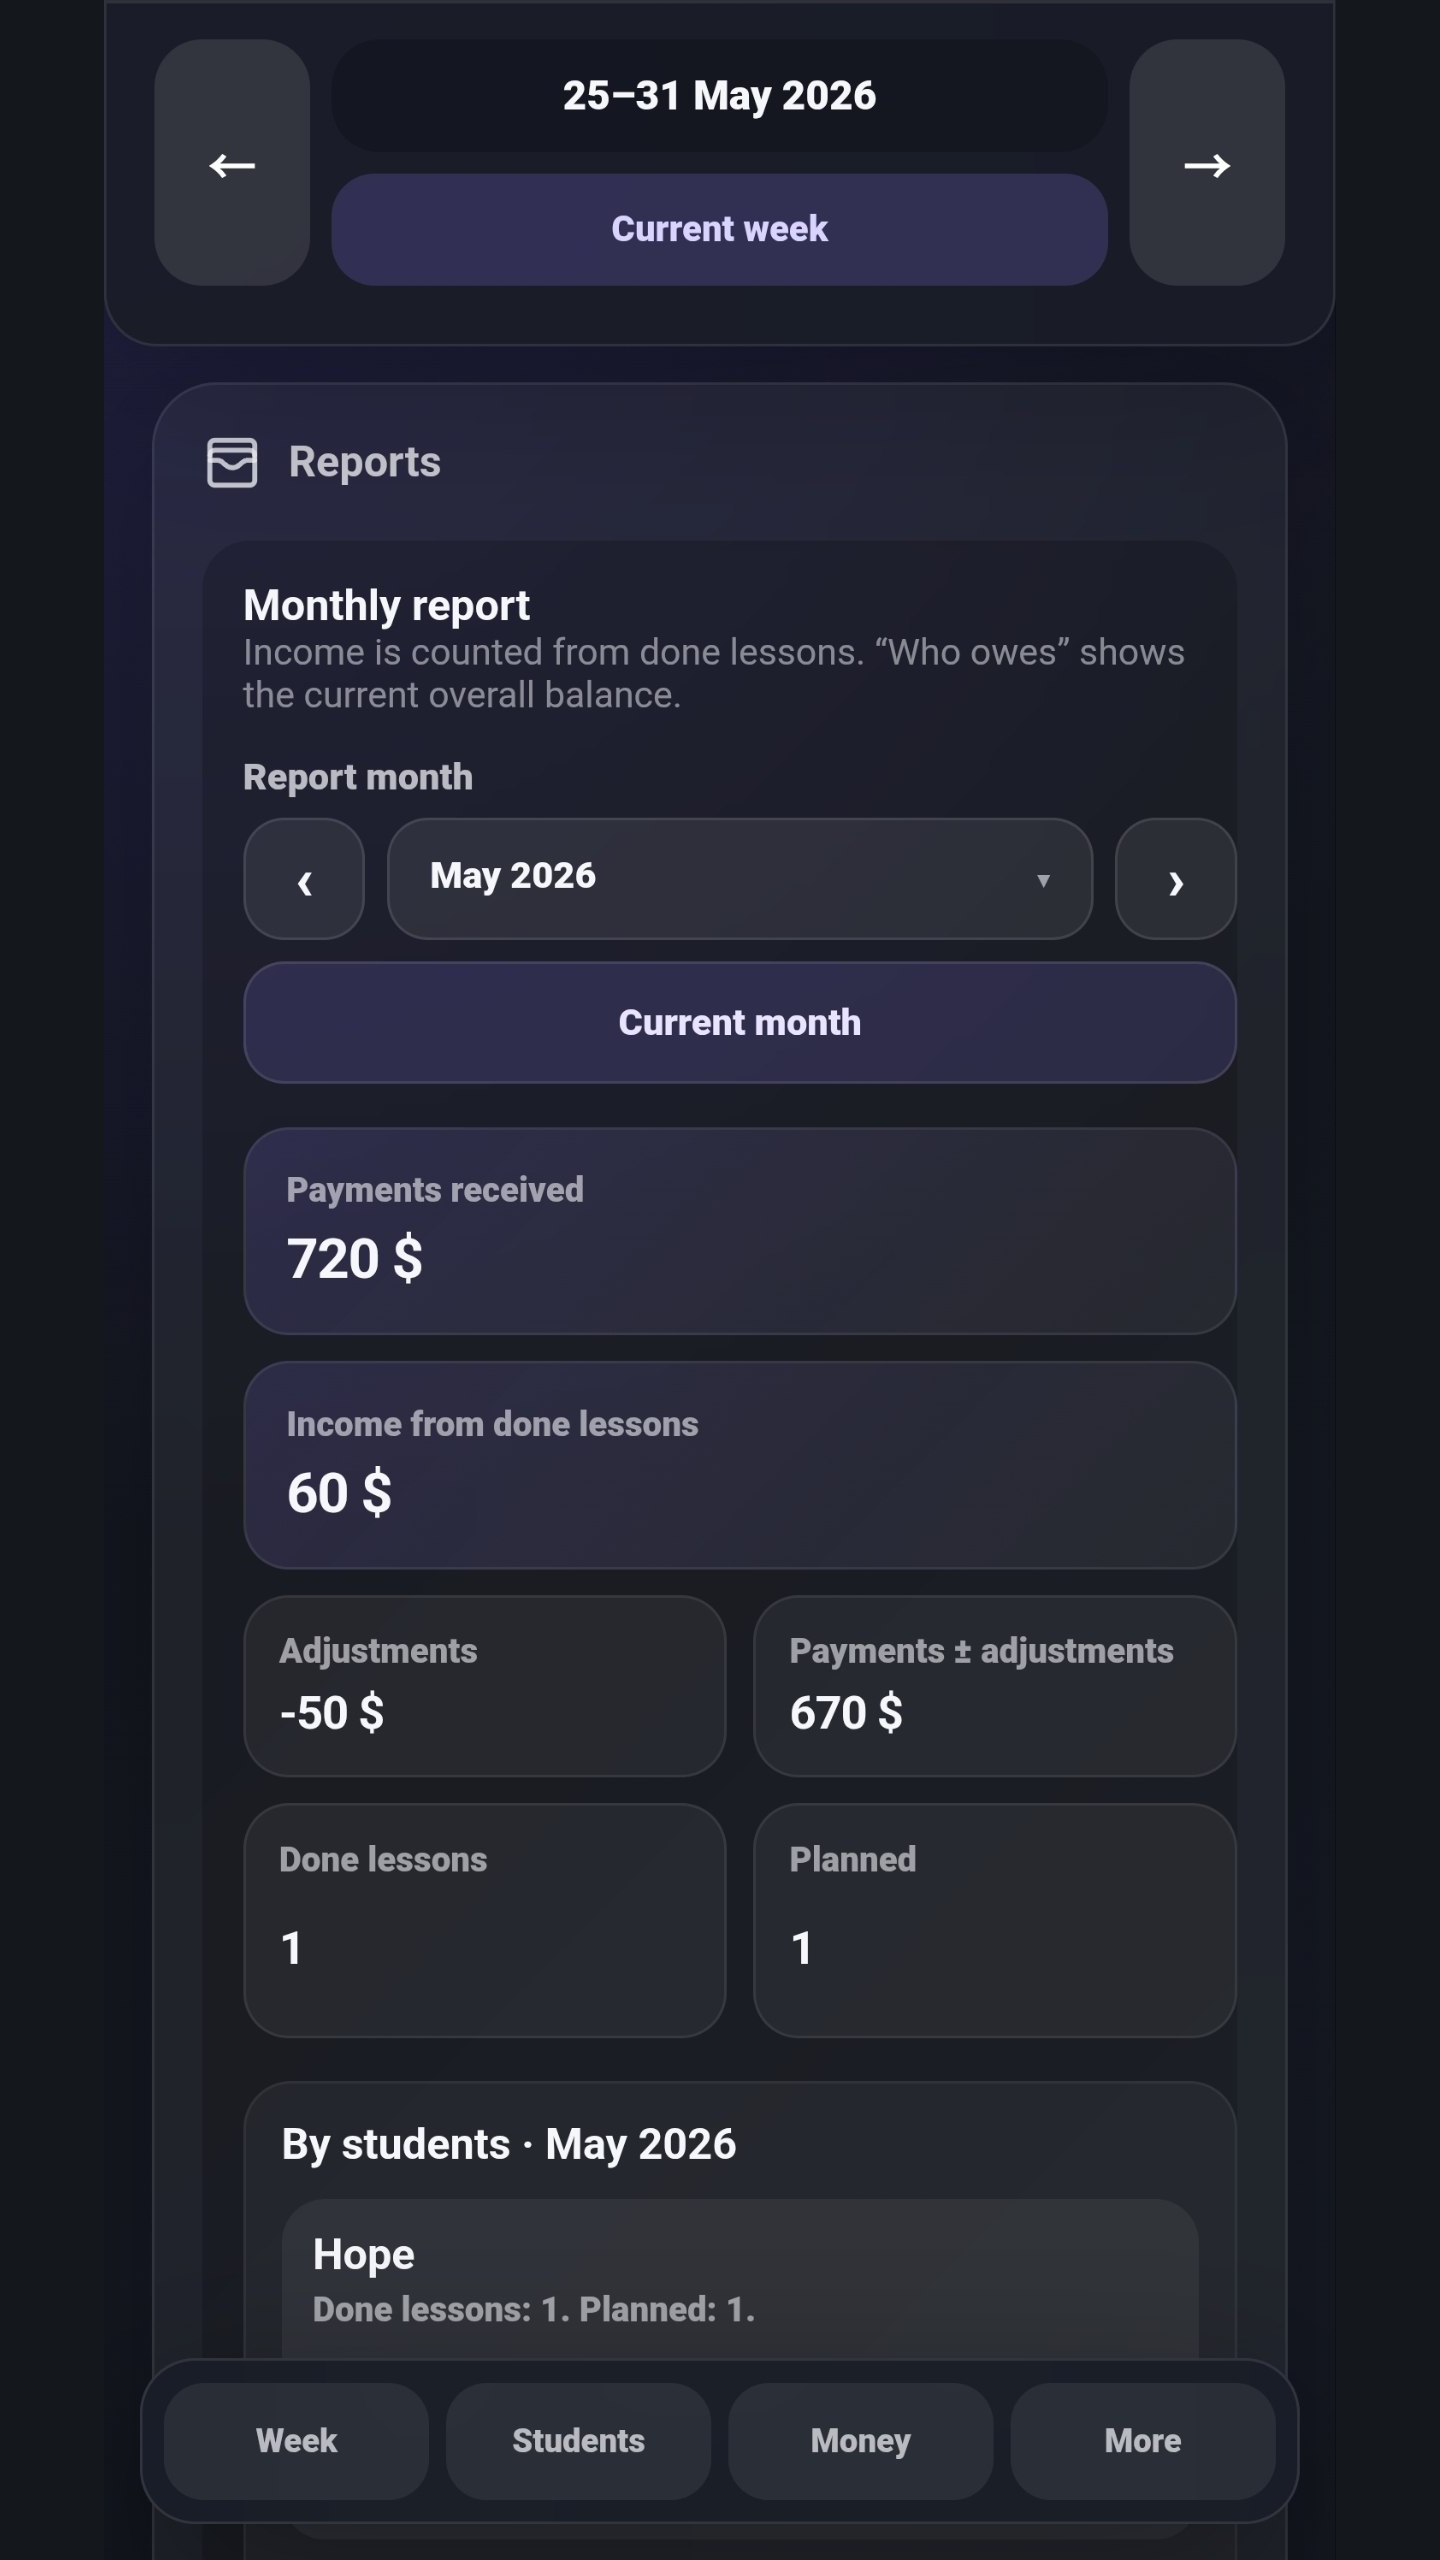 ←
25–31 May 2026
→
Current week
Reports
Monthly report
Income is counted from done lessons. “Who owes” shows
the current overall balance.
Report month
‹
May 2026
▼
›
Current month
Payments received
720 $
Income from done lessons
60 $
Adjustments
-50 $
Payments ± adjustments
670 $
Done lessons
1
Planned
1
By students · May 2026
Hope
Done lessons: 1. Planned: 1.
Week
Students
Money
More